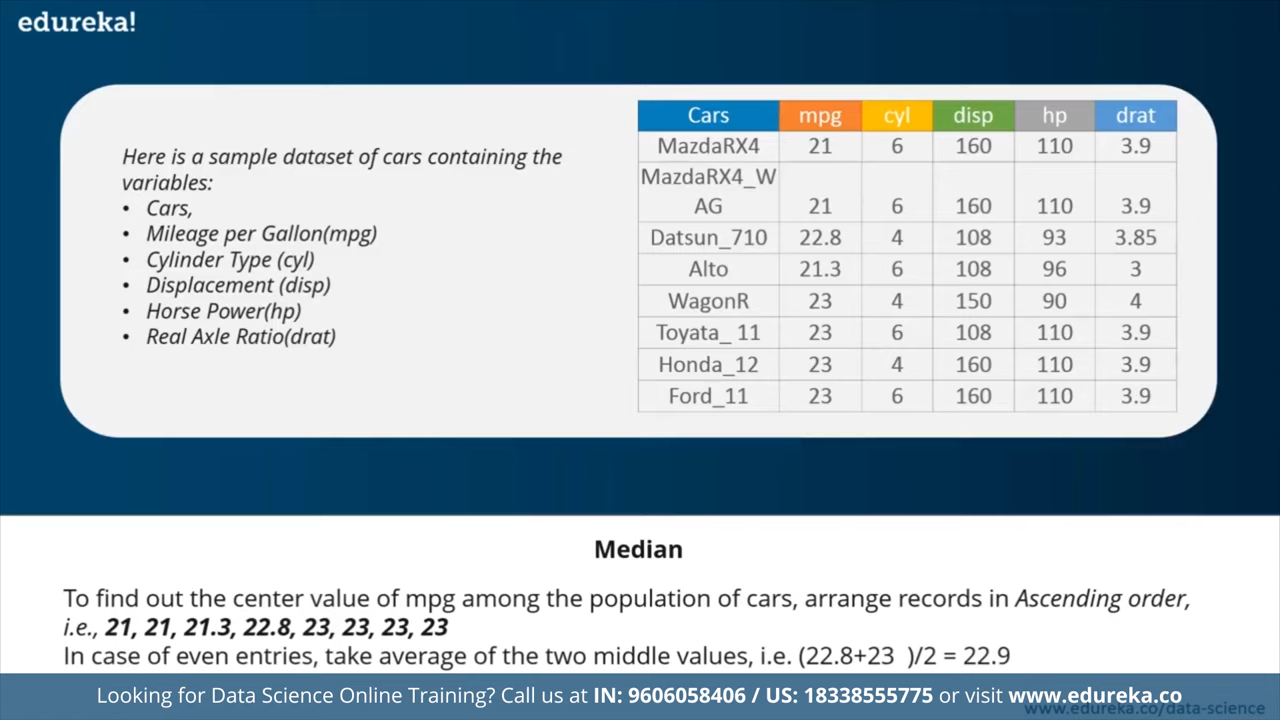 edureka!
Here is a sample dataset of cars containing the
variables:
• Cars,
• Mileage per Gallon(mpg)
• Cylinder Type (cyl)
• Displacement (disp)
• Horse Power(hp)
• Real Axle Ratio(drat)
Cars mpg cyl disp hp drat
MazdaRX4 21 6 160 110 3.9
MazdaRX4_W
AG 21 6 160 110 3.9
Datsun_710 22.8 4 108 93 3.85
Alto 21.3 6 108 96 3
WagonR 23 4 150 90 4
Toyata_ 11 23 6 108 110 3.9
Honda_12 23 4 160 110 3.9
Ford_11 23 6 160 110 3.9
Median
To find out the center value of mpg among the population of cars, arrange records in Ascending order,
i.e., 21, 21, 21.3, 22.8, 23, 23, 23, 23
In case of even entries, take average of the two middle values, i.e. (22.8+23 )/2 = 22.9
Looking for Data Science Online Training? Call us at IN: 9606058406 / US: 18338555775 or visit www.edureka.co
www.edureka.co/data-science